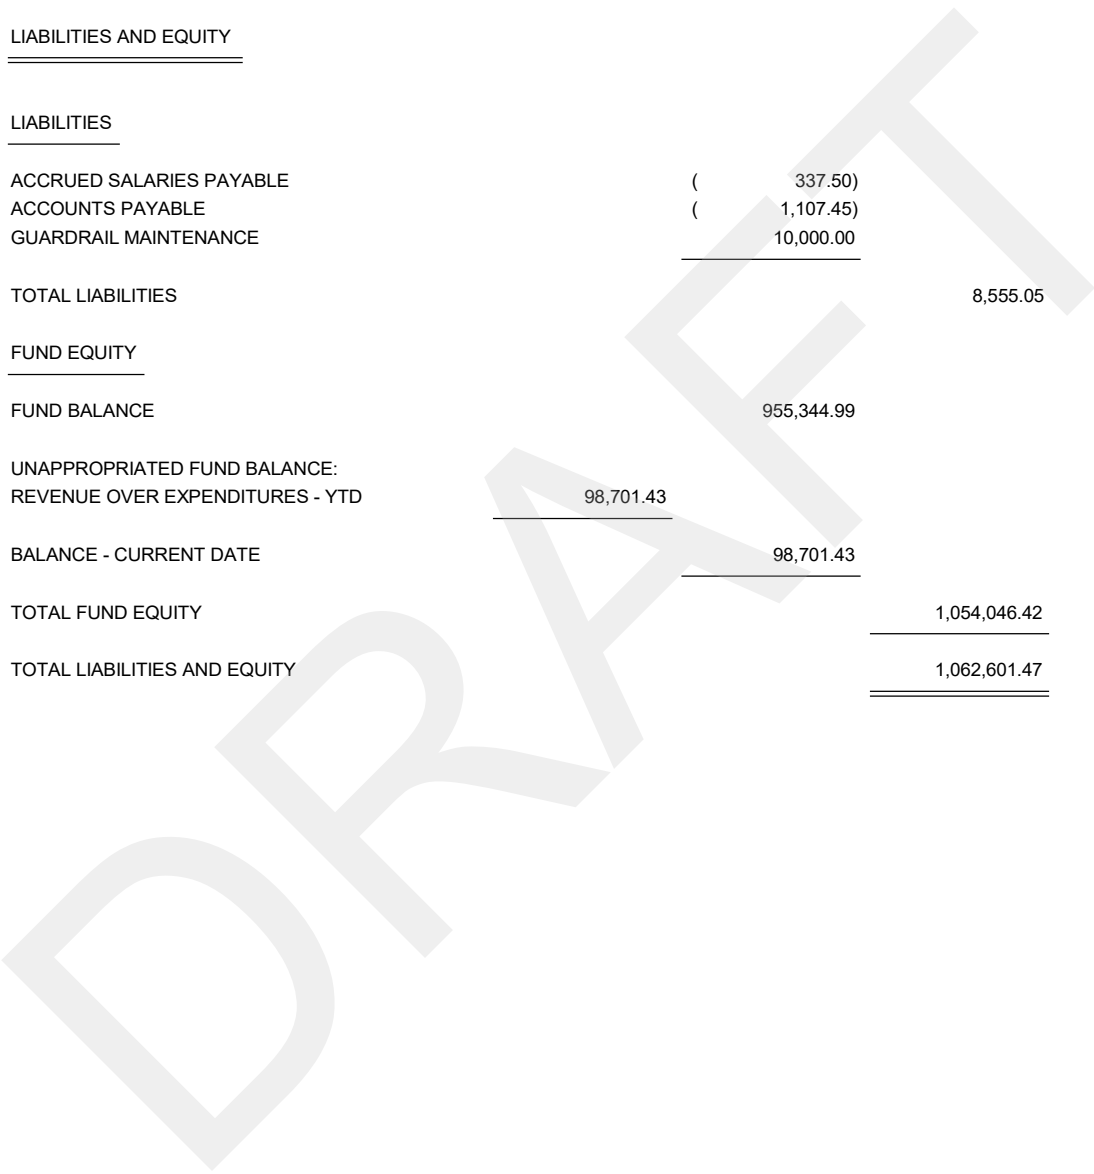 LIABILITIES AND EQUITY
LIABILITIES
ACCRUED SALARIES PAYABLE ( 337.50)
ACCOUNTS PAYABLE ( 1,107.45)
GUARDRAIL MAINTENANCE 10,000.00
TOTAL LIABILITIES 8,555.05
FUND EQUITY
FUND BALANCE 955,344.99
UNAPPROPRIATED FUND BALANCE:
REVENUE OVER EXPENDITURES - YTD 98,701.43
BALANCE - CURRENT DATE 98,701.43
TOTAL FUND EQUITY 1,054,046.42
TOTAL LIABILITIES AND EQUITY 1,062,601.47
DRAFT